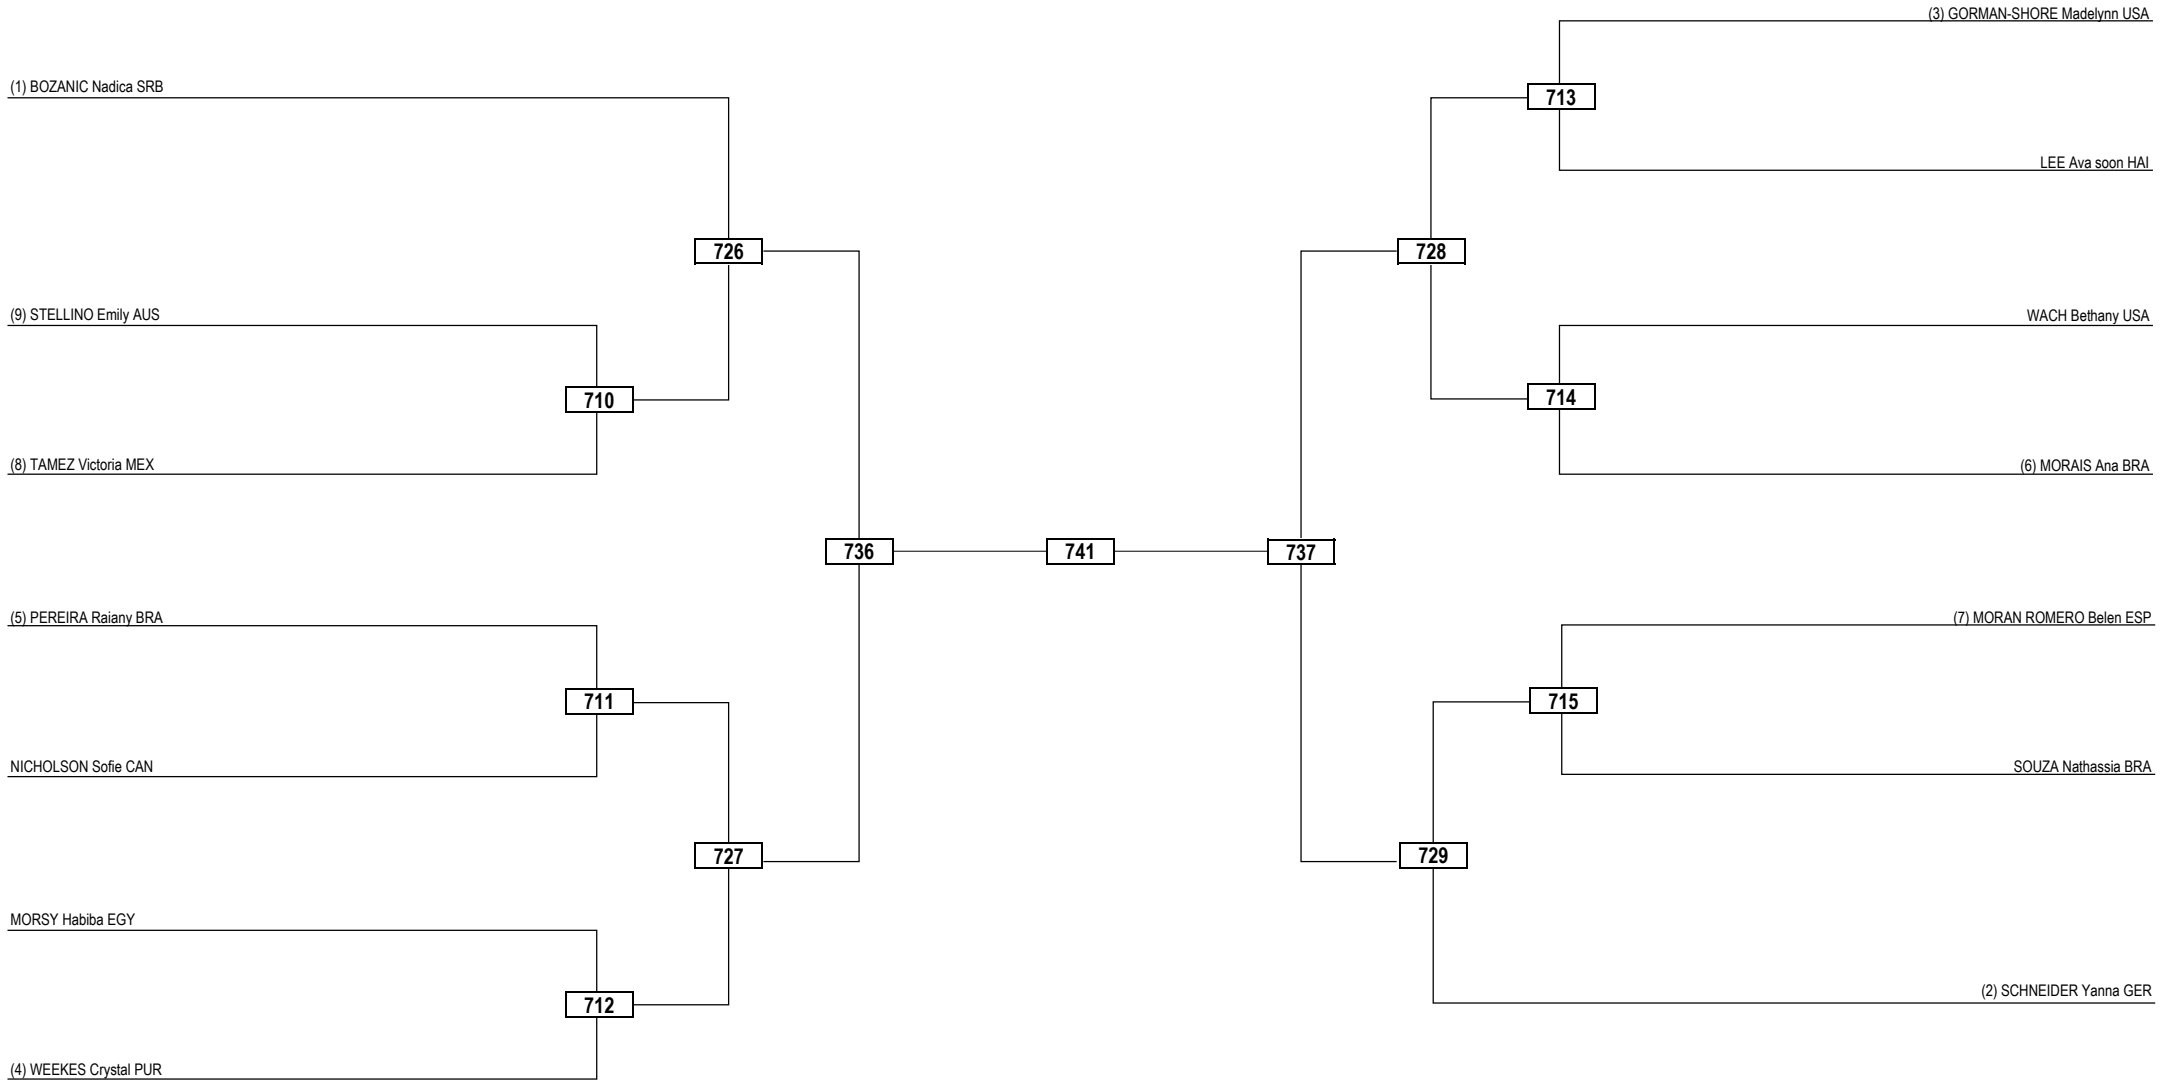 (1) BOZANIC Nadica SRB
726
(9) STELLINO Emily AUS
710
(8) TAMEZ Victoria MEX
736
(5) PEREIRA Raiany BRA
711
NICHOLSON Sofie CAN
727
MORSY Habiba EGY
712
(4) WEEKES Crystal PUR
741
(3) GORMAN-SHORE Madelynn USA
713
LEE Ava soon HAI
728
WACH Bethany USA
714
(6) MORAIS Ana BRA
737
(7) MORAN ROMERO Belen ESP
715
SOUZA Nathassia BRA
729
(2) SCHNEIDER Yanna GER